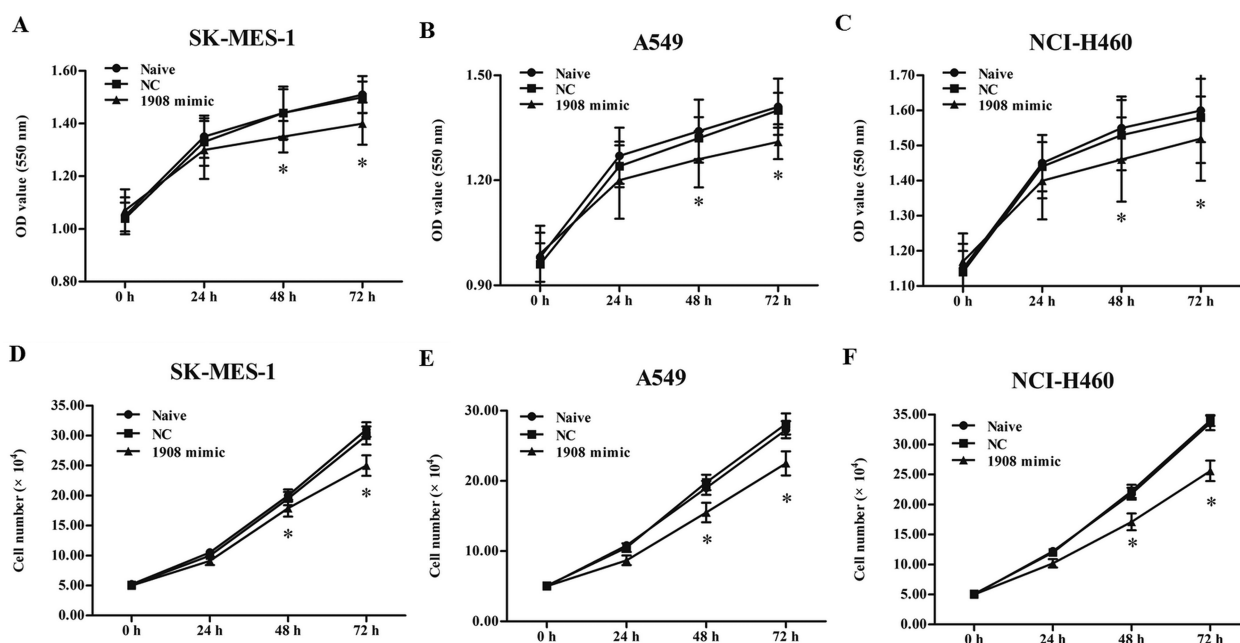 A
SK-MES-1
Naive
NC
1908 mimic
OD value (550 nm)
1.60
1.40
1.20
1.00
0.80
*
*
0 h
24 h
48 h
72 h
B
A549
Naive
NC
1908 mimic
OD value (550 nm)
1.50
1.20
0.90
*
*
0 h
24 h
48 h
72 h
C
NCI-H460
Naive
NC
1908 mimic
OD value (550 nm)
1.70
1.60
1.50
1.40
1.30
1.20
1.10
*
*
0 h
24 h
48 h
72 h
D
SK-MES-1
Naive
NC
1908 mimic
Cell number (× 10⁴)
35.00
30.00
25.00
20.00
15.00
10.00
5.00
0.00
*
*
0 h
24 h
48 h
72 h
E
A549
Naive
NC
1908 mimic
Cell number (× 10⁴)
30.00
20.00
10.00
0.00
*
*
0 h
24 h
48 h
72 h
F
NCI-H460
Naive
NC
1908 mimic
Cell number (× 10⁴)
35.00
30.00
25.00
20.00
15.00
10.00
5.00
0.00
*
*
0 h
24 h
48 h
72 h